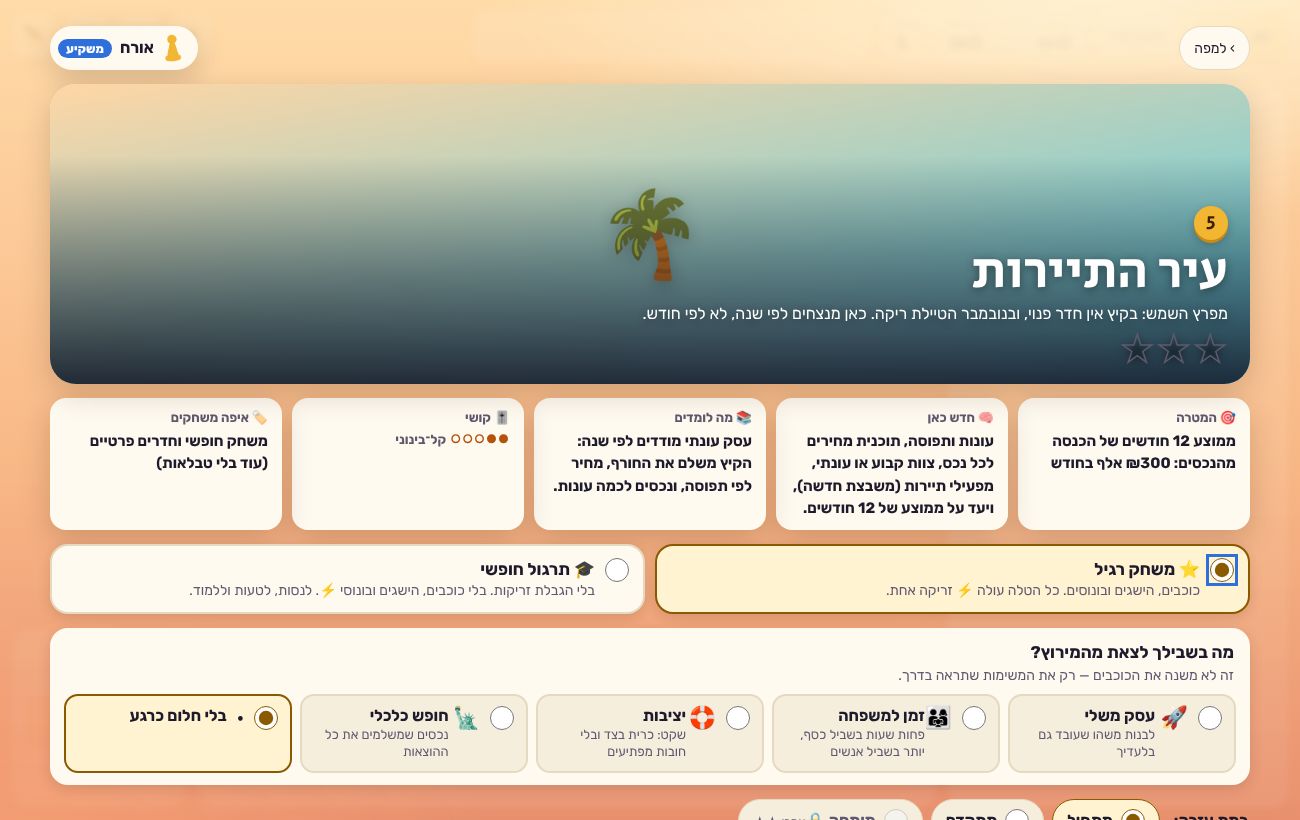 ‹ למפה
אורח משקיע
5
עיר התיירות
מפרץ השמש: בקיץ אין חדר פנוי, ובנובמבר הטיילת ריקה. כאן מנצחים לפי שנה, לא לפי חודש.
🎯 המטרה
ממוצע 12 חודשים של הכנסה
מהנכסים: ₪300 אלף בחודש
🧠 חדש כאן
עונות ותפוסה, תוכנית מחירים
לכל נכס, צוות קבוע או עונתי,
מפעילי תיירות (משבצת חדשה),
ויעד על ממוצע של 12 חודשים.
📚 מה לומדים
עסק עונתי מודדים לפי שנה:
הקיץ משלם את החורף, מחיר
לפי תפוסה, ונכסים לכמה עונות.
🎚️ קושי
קל־בינוני
🏷️ איפה משחקים
משחק חופשי וחדרים פרטיים
(עוד בלי טבלאות)
⭐ משחק רגיל
כוכבים, הישגים ובונוסים. כל הטלה עולה ⚡ זריקה אחת.
🎓 תרגול חופשי
בלי הגבלת זריקות. בלי כוכבים, הישגים ובונוסי ⚡. לנסות, לטעות וללמוד.
מה בשבילך לצאת מהמירוץ?
זה לא משנה את הכוכבים — רק את המשימות שתראה בדרך.
🚀 עסק משלי
לבנות משהו שעובד גם
בלעדיך
👨‍👩‍👧 זמן למשפחה
פחות שעות בשביל כסף,
יותר בשביל אנשים
🛟 יציבות
שקט: כרית בצד ובלי
חובות מפתיעים
🗽 חופש כלכלי
נכסים שמשלמים את כל
ההוצאות
• בלי חלום כרגע